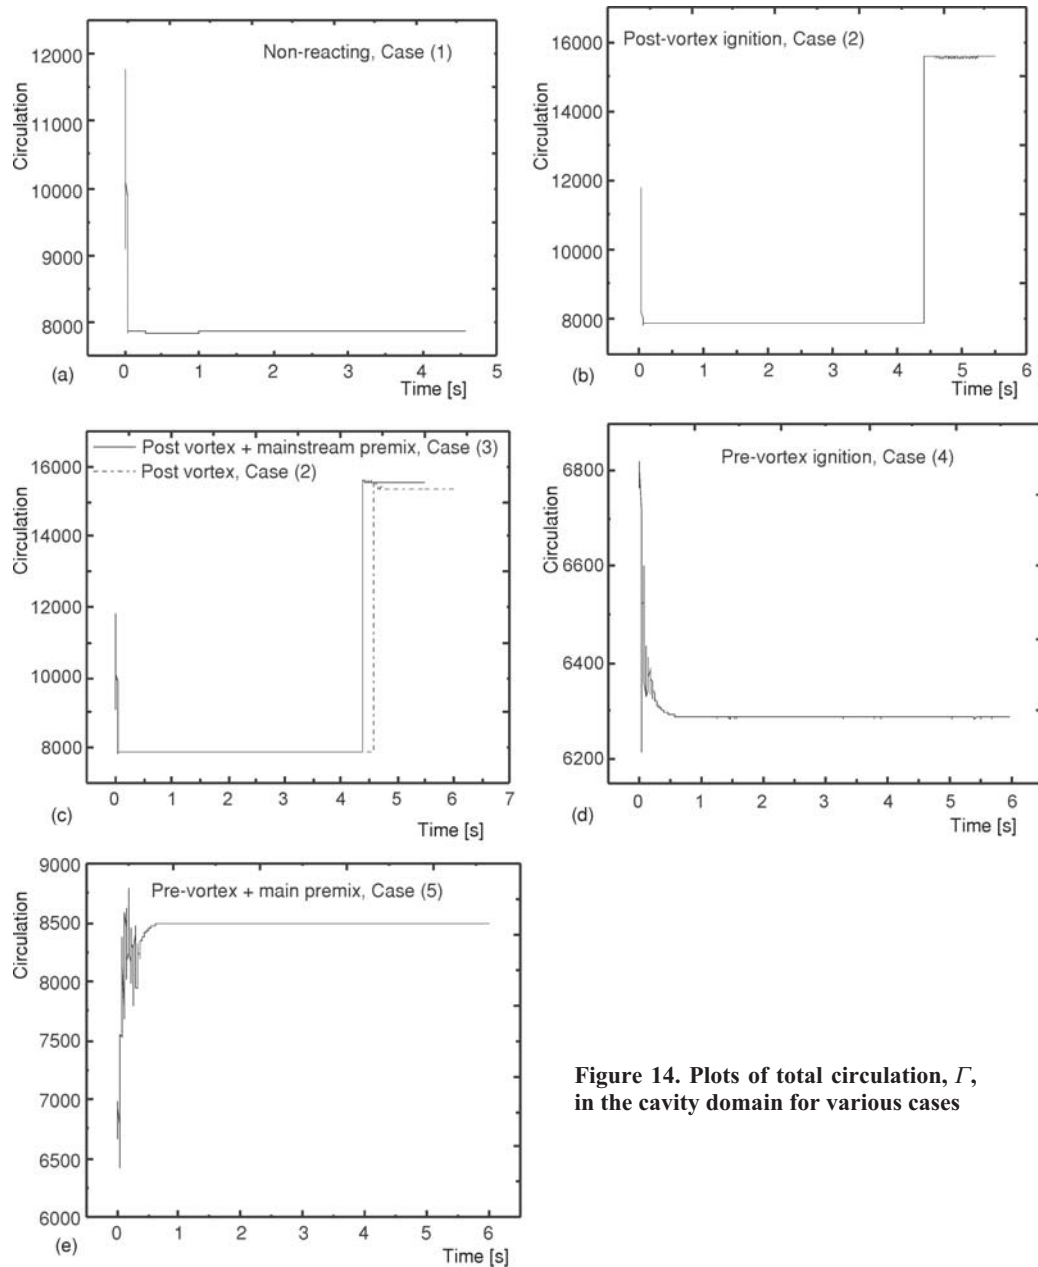 Non-reacting, Case (1)
Circulation
12000
11000
10000
9000
8000
0 1 2 3 4 5
(a)
Time [s]
Post-vortex ignition, Case (2)
Circulation
16000
14000
12000
10000
8000
0 1 2 3 4 5 6
(b)
Time [s]
Post vortex + mainstream premix, Case (3)
Post vortex, Case (2)
Circulation
16000
14000
12000
10000
8000
0 1 2 3 4 5 6 7
(c)
Time [s]
Pre-vortex ignition, Case (4)
Circulation
6800
6600
6400
6200
0 1 2 3 4 5 6
(d)
Time [s]
Pre-vortex + main premix, Case (5)
Circulation
9000
8500
8000
7500
7000
6500
6000
0 1 2 3 4 5 6
(e)
Time [s]
Figure 14. Plots of total circulation, Γ,
in the cavity domain for various cases